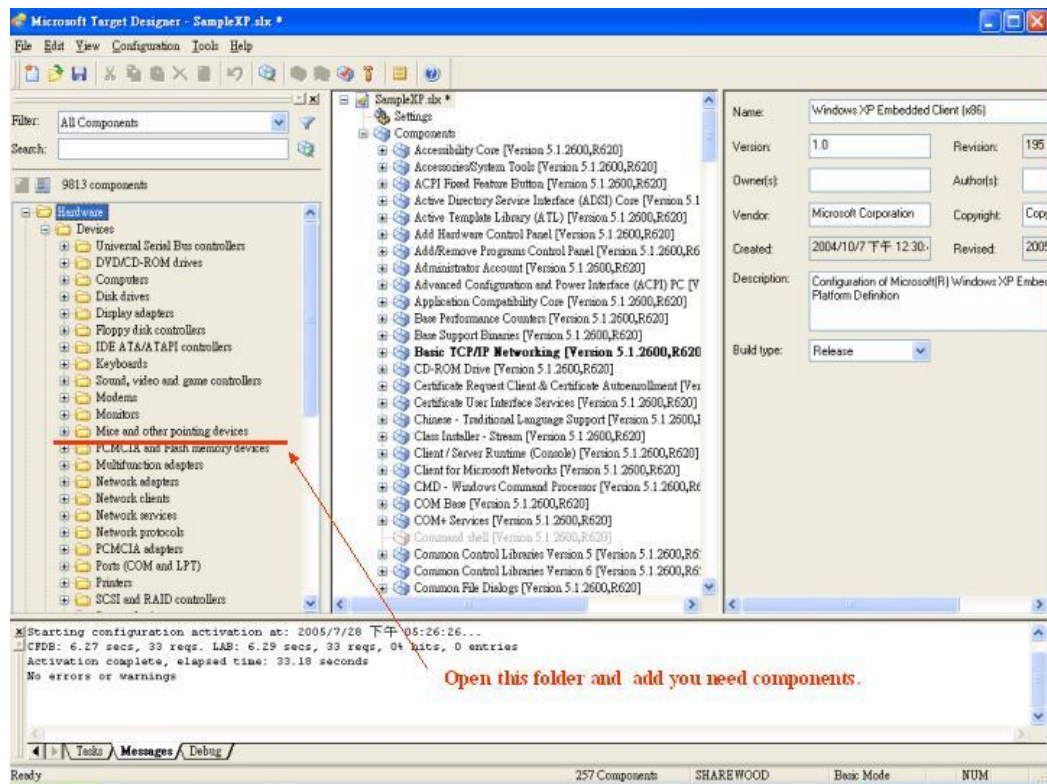 Microsoft Target Designer - SampleXP.slx *
File Edit View Configuration Tools Help
Filter: All Components
Search:
9813 components
Hardware
Devices
Universal Serial Bus controllers
DVD/CD-ROM drives
Computers
Disk drives
Display adapters
Floppy disk controllers
IDE ATA/ATAPI controllers
Keyboards
Sound, video and game controllers
Modems
Monitors
Mice and other pointing devices
PCMCIA and Flash memory devices
Multifunction adapters
Network adapters
Network clients
Network services
Network protocols
PCMCIA adapters
Ports (COM and LPT)
Printers
SCSI and RAID controllers
SampleXP.slx *
Settings
Components
Accessibility Core [Version 5.1.2600,R620]
Accessories/System Tools [Version 5.1.2600,R620]
ACPI Fixed Feature Button [Version 5.1.2600,R620]
Active Directory Service Interface (ADSI) Core [Version 5.1
Active Template Library (ATL) [Version 5.1.2600,R620]
Add Hardware Control Panel [Version 5.1.2600,R620]
Add/Remove Programs Control Panel [Version 5.1.2600,R6
Administrator Account [Version 5.1.2600,R620]
Advanced Configuration and Power Interface (ACPI) PC [V
Application Compatibility Core [Version 5.1.2600,R620]
Base Performance Counters [Version 5.1.2600,R620]
Base Support Binaries [Version 5.1.2600,R620]
Basic TCP/IP Networking [Version 5.1.2600,R620
CD-ROM Drive [Version 5.1.2600,R620]
Certificate Request Client & Certificate Autoenrollment [Ver
Certificate User Interface Services [Version 5.1.2600,R620]
Chinese - Traditional Language Support [Version 5.1.2600,R
Class Installer - Stream [Version 5.1.2600,R620]
Client / Server Runtime (Console) [Version 5.1.2600,R620]
Client for Microsoft Networks [Version 5.1.2600,R620]
CMD - Windows Command Processor [Version 5.1.2600,R6
COM Base [Version 5.1.2600,R620]
COM+ Services [Version 5.1.2600,R620]
Command shell [Version 5.1.2600,R620]
Common Control Libraries Version 5 [Version 5.1.2600,R6
Common Control Libraries Version 6 [Version 5.1.2600,R6
Common File Dialogs [Version 5.1.2600,R620]
Name: Windows XP Embedded Client (x86)
Version: 1.0 Revision: 195
Owner(s): Author(s):
Vendor: Microsoft Corporation Copyright: Cop
Created: 2004/10/7 下午 12:30: Revised: 2005
Description: Configuration of Microsoft(R) Windows XP Embe
Platform Definition
Build type: Release
Starting configuration activation at: 2005/7/28 下午 05:26:26...
CFDB: 6.27 secs, 33 reqs. LAB: 6.29 secs, 33 reqs, 0% hits, 0 entries
Activation complete, elapsed time: 33.18 seconds
No errors or warnings
Open this folder and add you need components.
Tasks Messages Debug
Ready 257 Components SHAREWOOD Basic Mode NUM